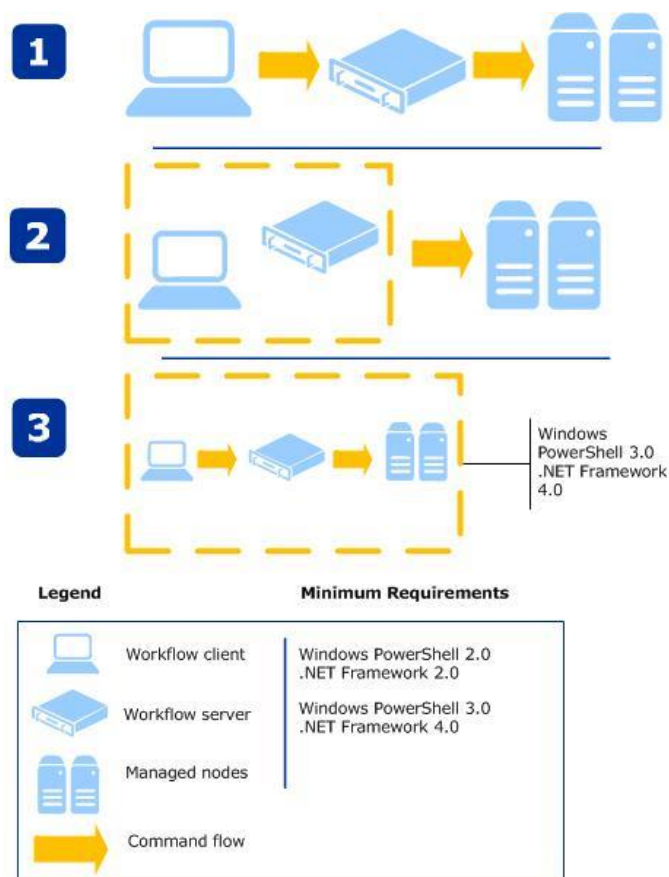 1
2
3
Windows
PowerShell 3.0
.NET Framework
4.0
Legend
Minimum Requirements
Workflow client
Windows PowerShell 2.0
.NET Framework 2.0
Workflow server
Windows PowerShell 3.0
.NET Framework 4.0
Managed nodes
Command flow